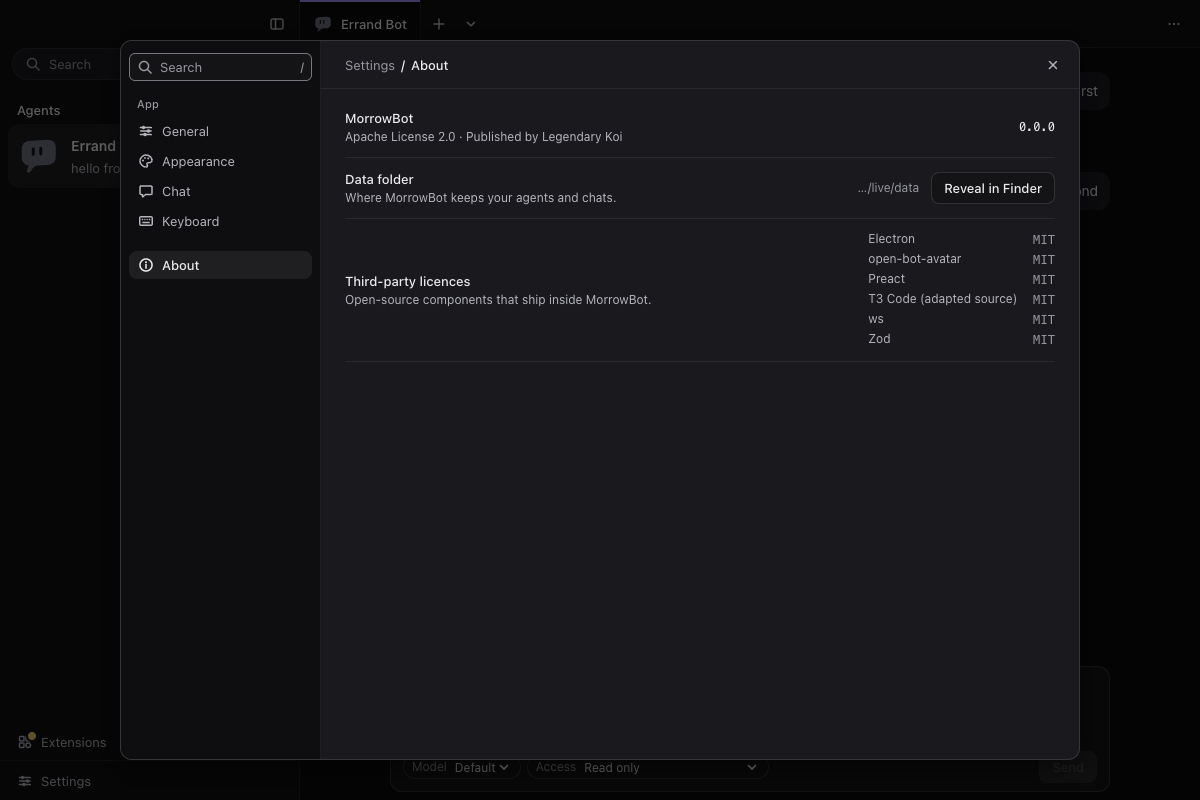 Errand Bot
Search
Agents
Errand
hello fro
Extensions
Settings
Search /
App
General
Appearance
Chat
Keyboard
About
Settings / About
MorrowBot
Apache License 2.0 · Published by Legendary Koi
0.0.0
Data folder
Where MorrowBot keeps your agents and chats.
.../live/data
Reveal in Finder
Third-party licences
Open-source components that ship inside MorrowBot.
Electron MIT
open-bot-avatar MIT
Preact MIT
T3 Code (adapted source) MIT
ws MIT
Zod MIT
rst
ond
Model Default
Access Read only
Send